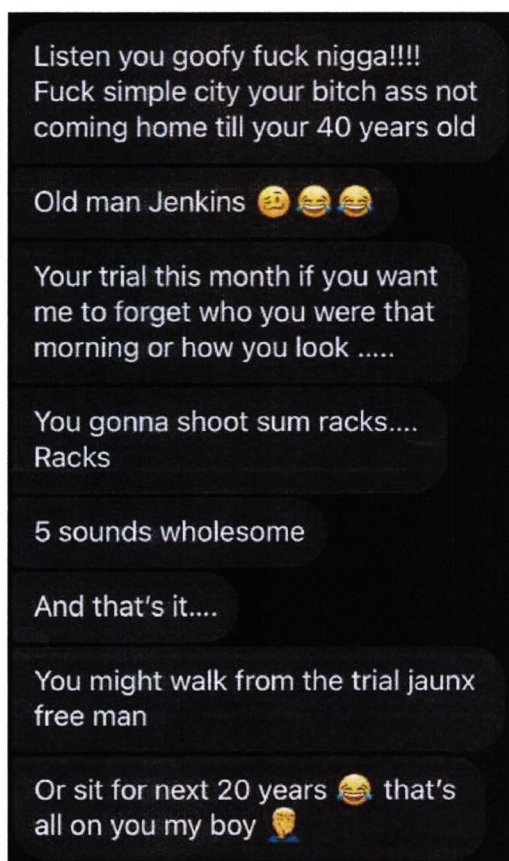 Listen you goofy fuck nigga!!!!
Fuck simple city your bitch ass not
coming home till your 40 years old
Old man Jenkins 🥴😂😂
Your trial this month if you want
me to forget who you were that
morning or how you look .....
You gonna shoot sum racks....
Racks
5 sounds wholesome
And that's it....
You might walk from the trial jaunx
free man
Or sit for next 20 years 😂 that's
all on you my boy 🤦